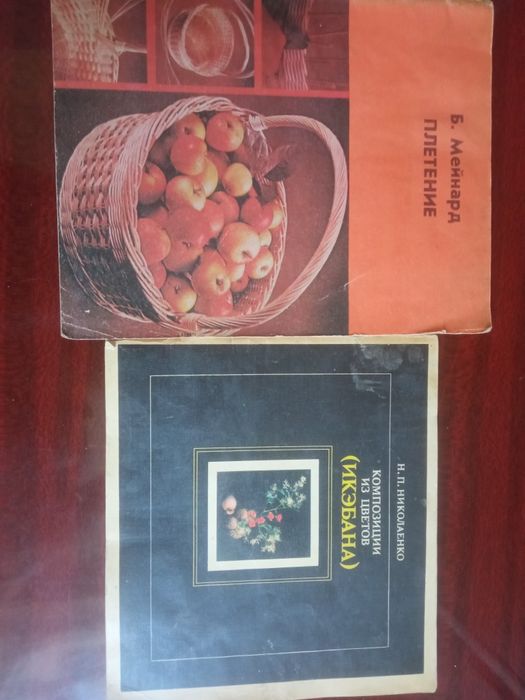 Б. Мейнард
ПЛЕТЕНИЕ
Н. П. НИКОЛАЕНКО
КОМПОЗИЦИИ
ИЗ ЦВЕТОВ
(ИКЭБАНА)